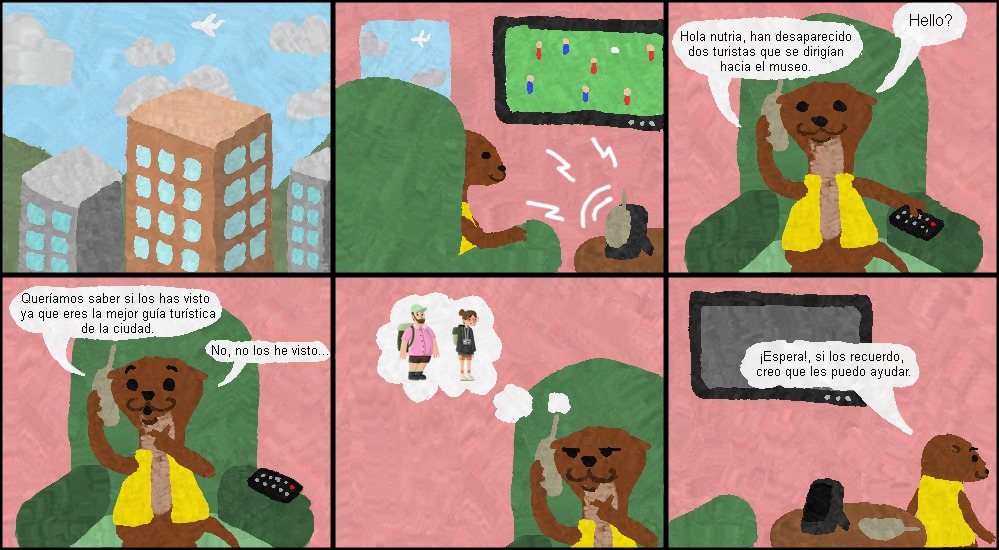 Hola nutria, han desaparecido
dos turistas que se dirigían
hacia el museo.
Hello?
Queríamos saber si los has visto
ya que eres la mejor guía turística
de la ciudad.
No, no los he visto...
¡Espera!, si los recuerdo,
creo que les puedo ayudar.